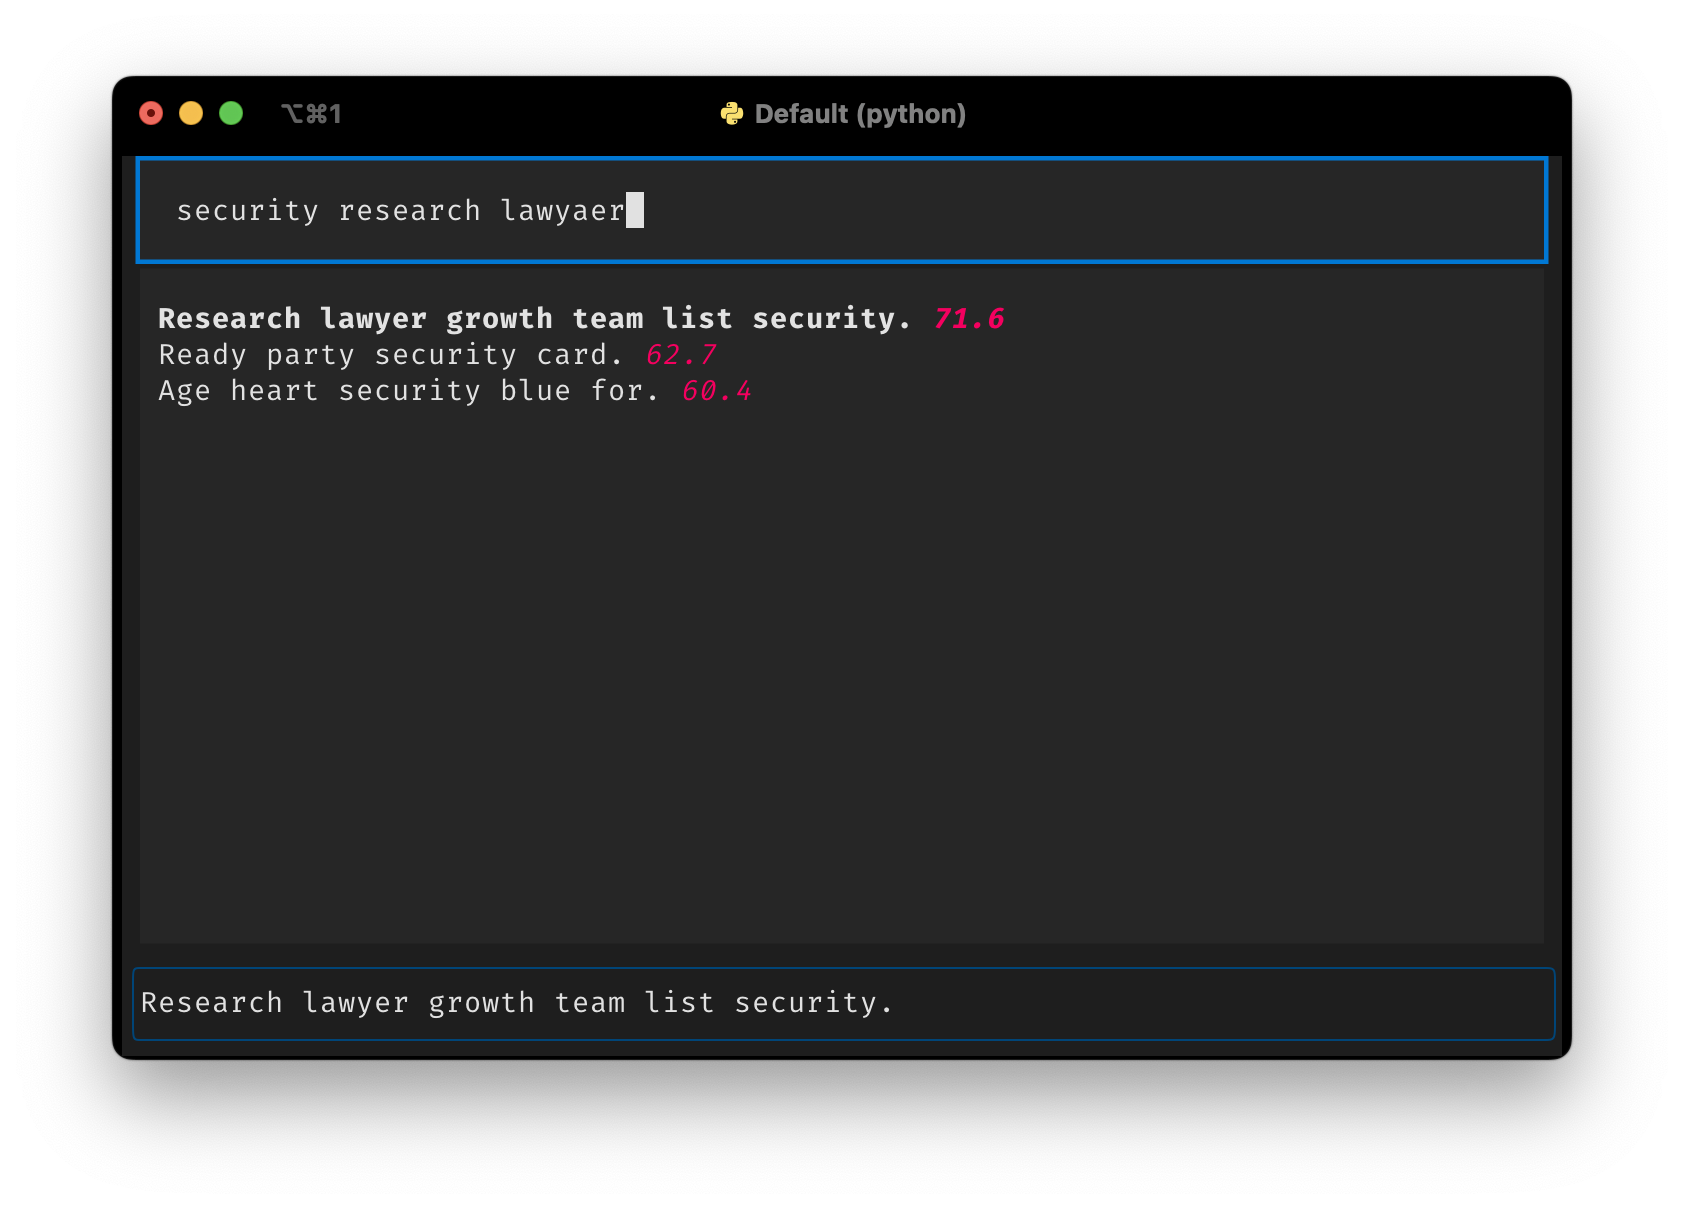 ⌥⌘1 Default (python)
security research lawyaer
Research lawyer growth team list security. 71.6
Ready party security card. 62.7
Age heart security blue for. 60.4
Research lawyer growth team list security.